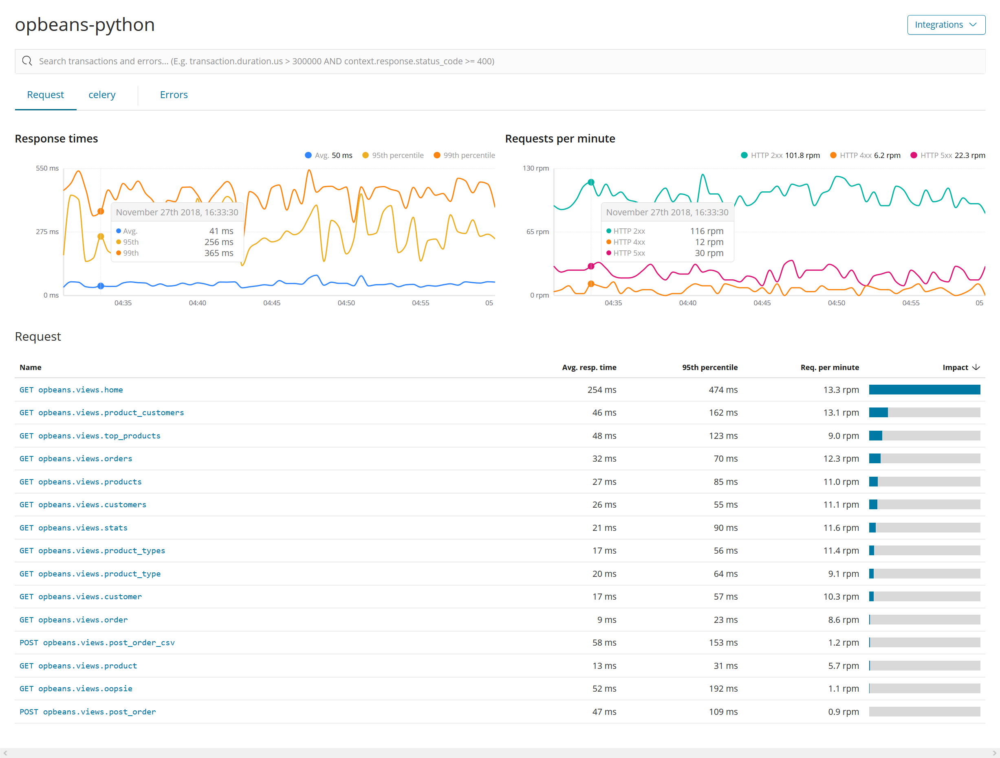 opbeans-python
Integrations
Search transactions and errors... (E.g. transaction.duration.us > 300000 AND context.response.status_code >= 400)
Request celery Errors
Response times
Avg. 50 ms 95th percentile 99th percentile
550 ms
275 ms
0 ms
November 27th 2018, 16:33:30
Avg. 41 ms
95th 256 ms
99th 365 ms
04:35 04:40 04:45 04:50 04:55 05
Requests per minute
HTTP 2xx 101.8 rpm HTTP 4xx 6.2 rpm HTTP 5xx 22.3 rpm
130 rpm
65 rpm
0 rpm
November 27th 2018, 16:33:30
HTTP 2xx 116 rpm
HTTP 4xx 12 rpm
HTTP 5xx 30 rpm
04:35 04:40 04:45 04:50 04:55 05
Request
Name Avg. resp. time 95th percentile Req. per minute Impact
GET opbeans.views.home 254 ms 474 ms 13.3 rpm
GET opbeans.views.product_customers 46 ms 162 ms 13.1 rpm
GET opbeans.views.top_products 48 ms 123 ms 9.0 rpm
GET opbeans.views.orders 32 ms 70 ms 12.3 rpm
GET opbeans.views.products 27 ms 85 ms 11.0 rpm
GET opbeans.views.customers 26 ms 55 ms 11.1 rpm
GET opbeans.views.stats 21 ms 90 ms 11.6 rpm
GET opbeans.views.product_types 17 ms 56 ms 11.4 rpm
GET opbeans.views.product_type 20 ms 64 ms 9.1 rpm
GET opbeans.views.customer 17 ms 57 ms 10.3 rpm
GET opbeans.views.order 9 ms 23 ms 8.6 rpm
POST opbeans.views.post_order_csv 58 ms 153 ms 1.2 rpm
GET opbeans.views.product 13 ms 31 ms 5.7 rpm
GET opbeans.views.oopsie 52 ms 192 ms 1.1 rpm
POST opbeans.views.post_order 47 ms 109 ms 0.9 rpm